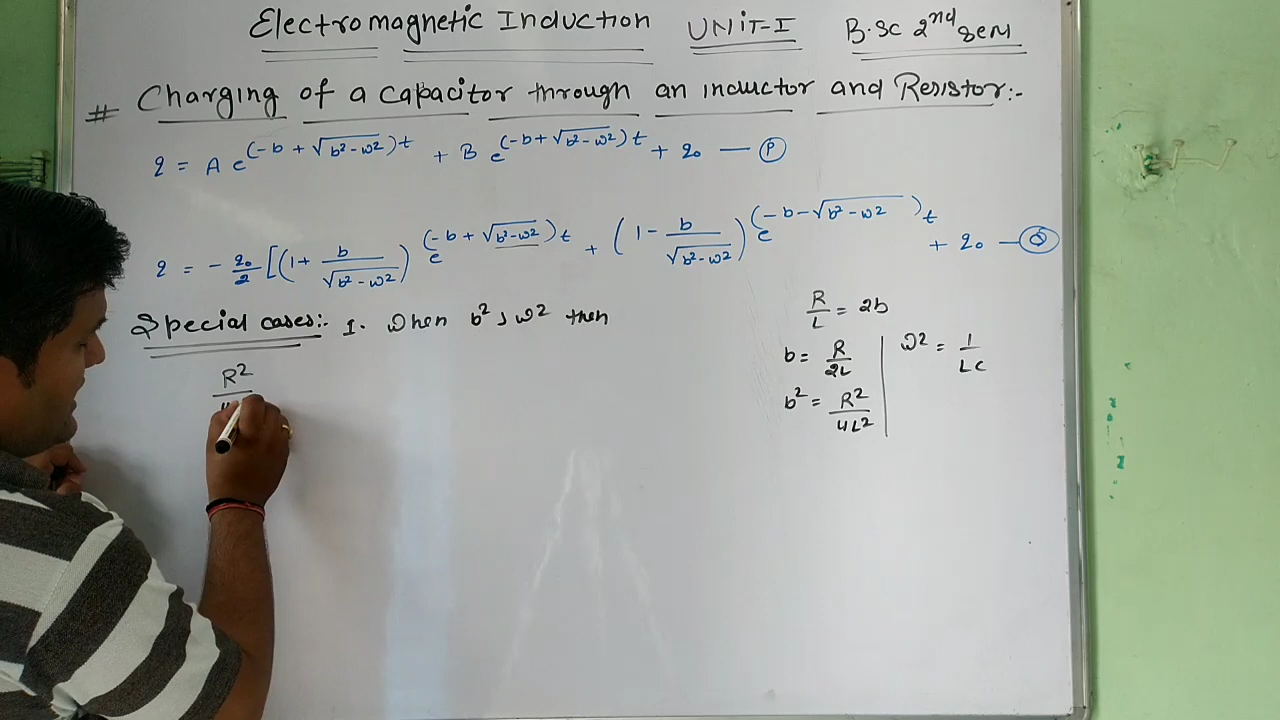 Electromagnetic Induction UNIT-I B.Sc 2nd sem
# Charging of a capacitor through an inductor and Resistor:-
q = A e^(-b + √(b²-ω²))t + B e^(-b + √(b²-ω²))t + q₀ — (P)
q = - q₀/2 [(1 + b/√(b²-ω²)) e^(-b + √(b²-ω²))t + (1 - b/√(b²-ω²)) e^(-b - √(b²-ω²))t + q₀ — (Q)
Special cases:- I. When b² > ω² then
R/L = 2b
b = R/2L | ω² = 1/LC
b² = R²/4L²
R²/4